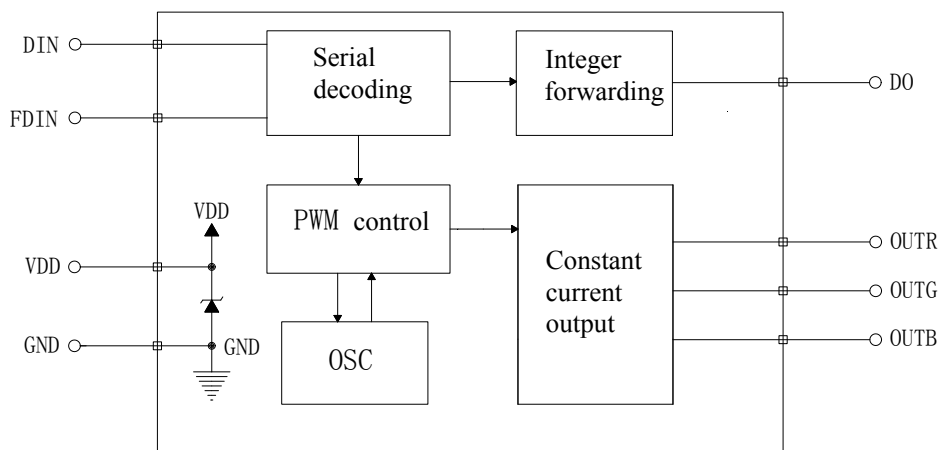 DIN
Serial
decoding
Integer
forwarding
DO
FDIN
VDD
PWM control
OUTR
VDD
Constant
current
output
OUTG
GND
GND
OSC
OUTB